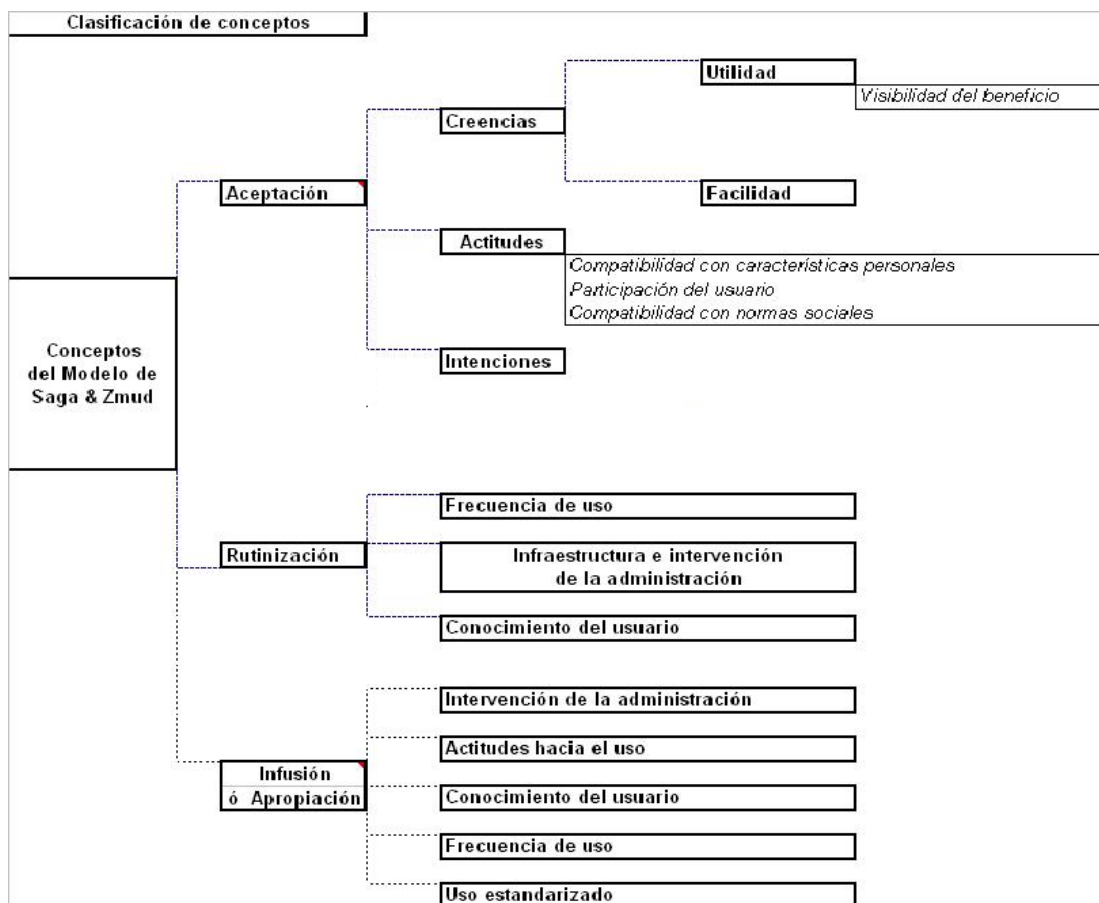 Clasificación de conceptos
Utilidad
Visibilidad del beneficio
Creencias
Aceptación
Facilidad
Actitudes
Compatibilidad con características personales
Participación del usuario
Compatibilidad con normas sociales
Conceptos
del Modelo de
Saga & Zmud
Intenciones
Frecuencia de uso
Rutinización
Infraestructura e intervención
de la administración
Conocimiento del usuario
Intervención de la administración
Actitudes hacia el uso
Infusión
ó Apropiación
Conocimiento del usuario
Frecuencia de uso
Uso estandarizado